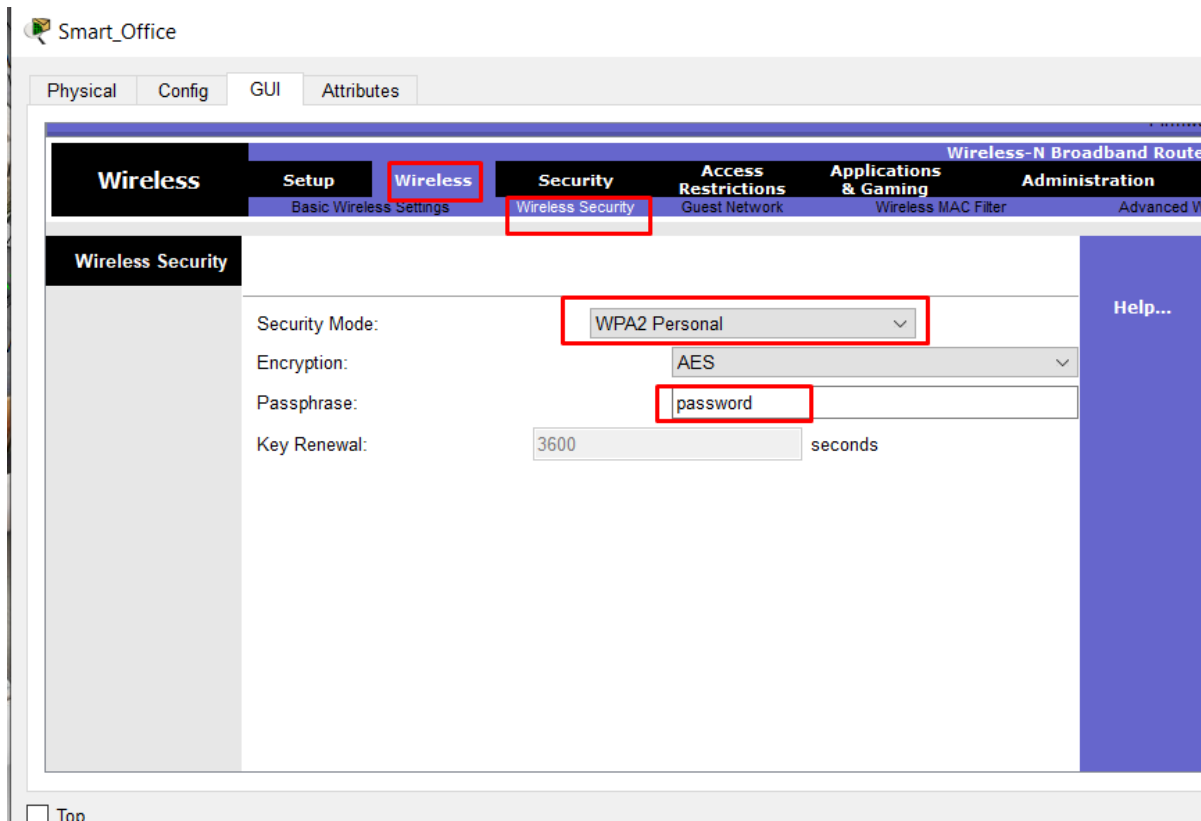 Smart_Office
Physical Config GUI Attributes
Wireless-N Broadband Route
Wireless Setup Wireless Security Access Restrictions Applications & Gaming Administration
Basic Wireless Settings Wireless Security Guest Network Wireless MAC Filter Advanced W
Wireless Security
Help...
Security Mode: WPA2 Personal
Encryption: AES
Passphrase: password
Key Renewal: 3600 seconds
Top